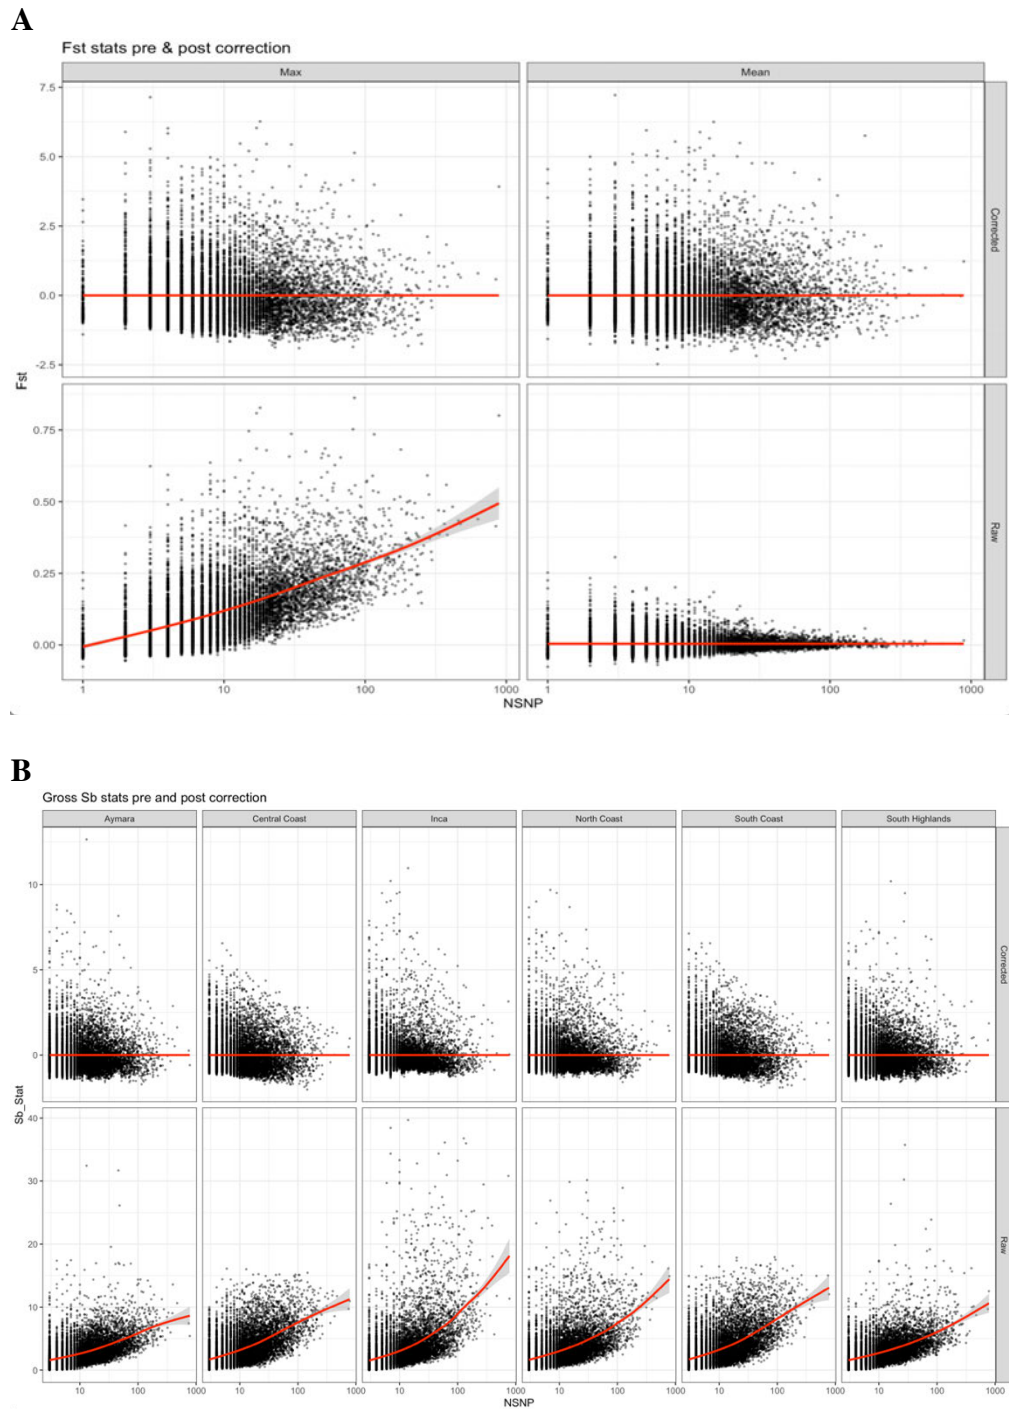 A
Fst stats pre & post correction
Max Mean
7.5
5.0
2.5
0.0
-2.5
Corrected
Fst
0.75
0.50
0.25
0.00
Raw
1 10 100 1000 1 10 100 1000
NSNP
B
Gross Sb stats pre and post correction
Aymara Central Coast Inca North Coast South Coast South Highlands
10
5
0
Corrected
Sb_Stat
40
30
20
10
0
Raw
10 100 1000 10 100 1000 10 100 1000 10 100 1000 10 100 1000 10 100 1000
NSNP